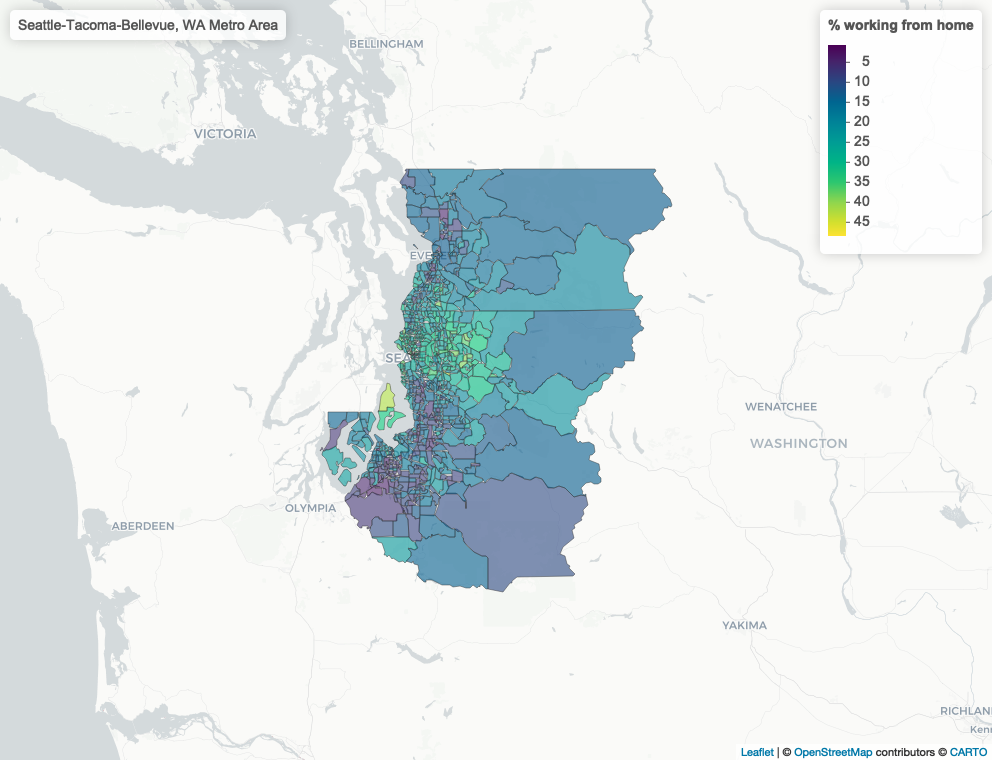 Seattle-Tacoma-Bellevue, WA Metro Area
% working from home
5
10
15
20
25
30
35
40
45
BELLINGHAM
VICTORIA
EVE
SEA
WENATCHEE
WASHINGTON
OLYMPIA
ABERDEEN
YAKIMA
RICHLAN
Ken
Leaflet | © OpenStreetMap contributors © CARTO